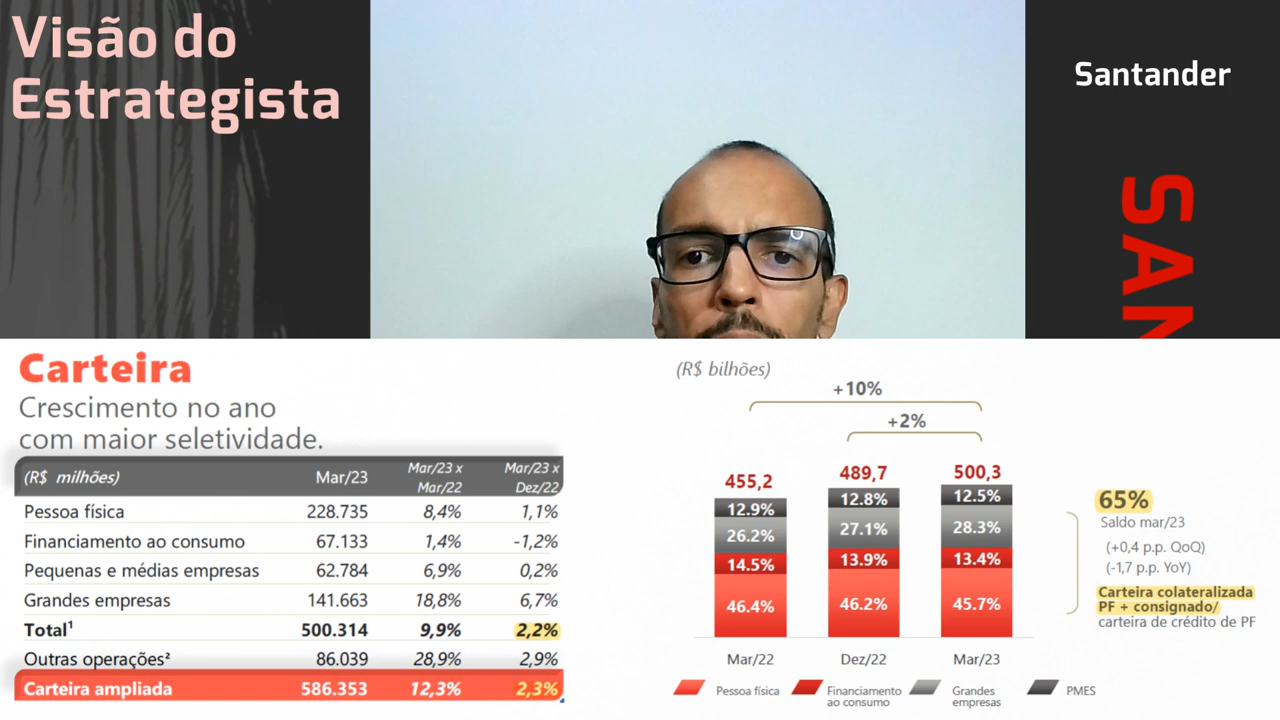 Visão do
Estrategista
Santander
SAN
Carteira
Crescimento no ano
com maior seletividade.
(R$ milhões) Mar/23 Mar/23 x Mar/22 Mar/23 x Dez/22
Pessoa física 228.735 8,4% 1,1%
Financiamento ao consumo 67.133 1,4% -1,2%
Pequenas e médias empresas 62.784 6,9% 0,2%
Grandes empresas 141.663 18,8% 6,7%
Total¹ 500.314 9,9% 2,2%
Outras operações² 86.039 28,9% 2,9%
Carteira ampliada 586.353 12,3% 2,3%
(R$ bilhões)
+10%
+2%
455,2 489,7 500,3
12.9% 12.8% 12.5%
26.2% 27.1% 28.3%
14.5% 13.9% 13.4%
46.4% 46.2% 45.7%
Mar/22 Dez/22 Mar/23
Pessoa física Financiamento ao consumo Grandes empresas PMES
65%
Saldo mar/23
(+0,4 p.p. QoQ)
(-1,7 p.p. YoY)
Carteira colateralizada
PF + consignado/
carteira de crédito de PF